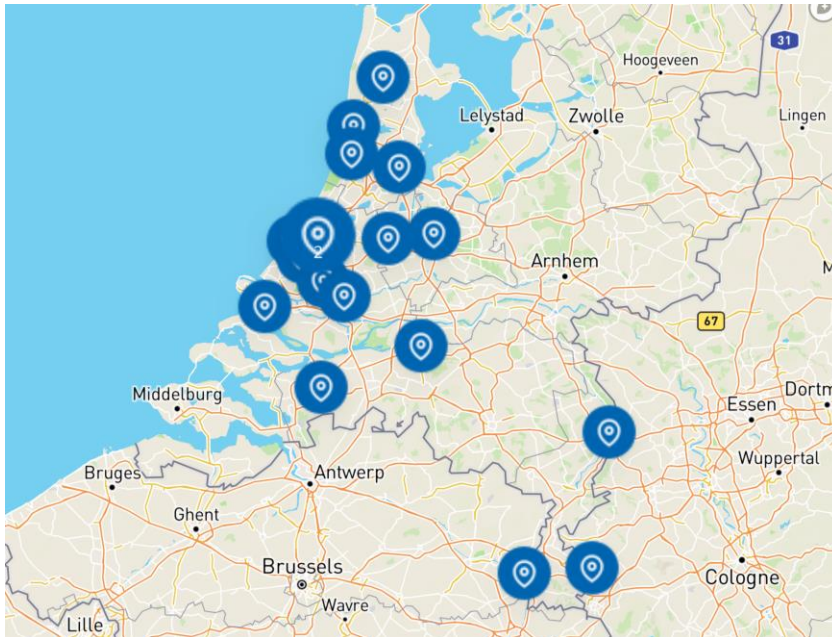 31
Hoogeveen
Lelystad
Zwolle
Lingen
2
Arnhem
67
Middelburg
Essen
Dortm
Bruges
Antwerp
Wuppertal
Ghent
Brussels
Cologne
Wavre
Lille
M